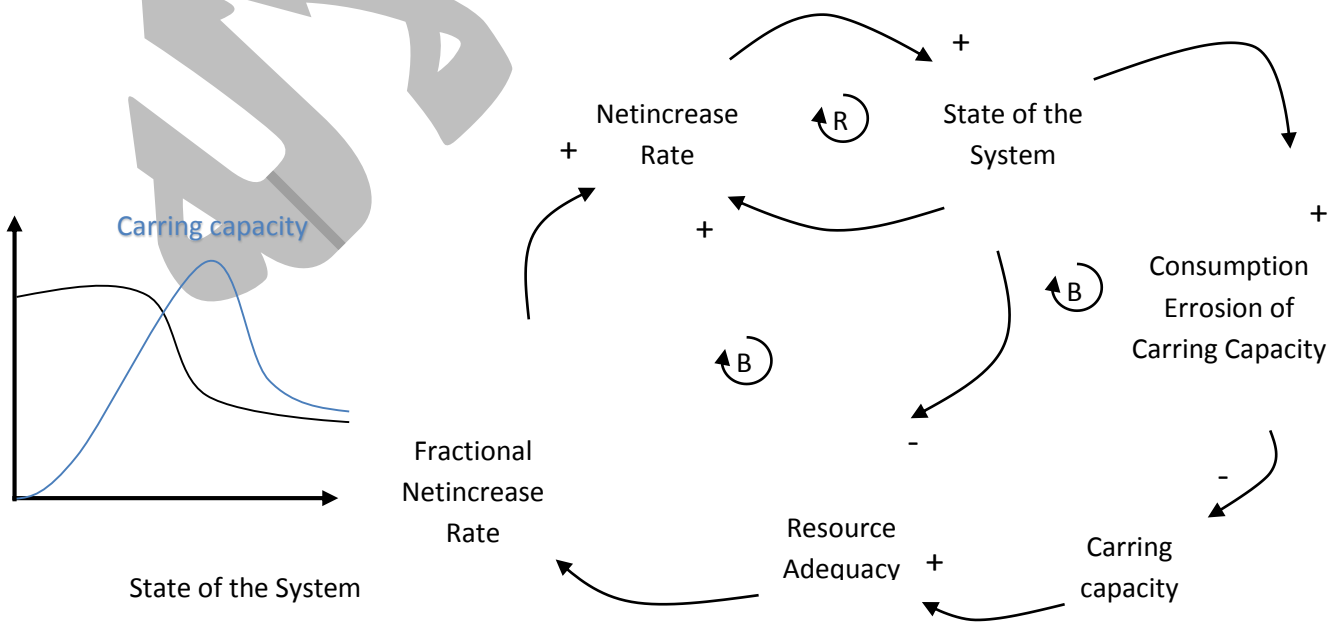 +
Netincrease
Rate
R
State of the
System
+
+
Carring capacity
+
Consumption
Errosion of
Carring Capacity
B
B
-
Fractional
Netincrease
Rate
-
Resource
Adequacy
+
Carring
capacity
State of the System